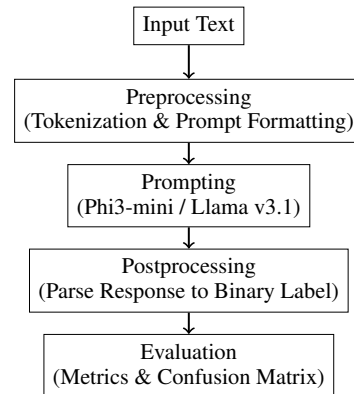 Input Text
Preprocessing
(Tokenization & Prompt Formatting)
Prompting
(Phi3-mini / Llama v3.1)
Postprocessing
(Parse Response to Binary Label)
Evaluation
(Metrics & Confusion Matrix)